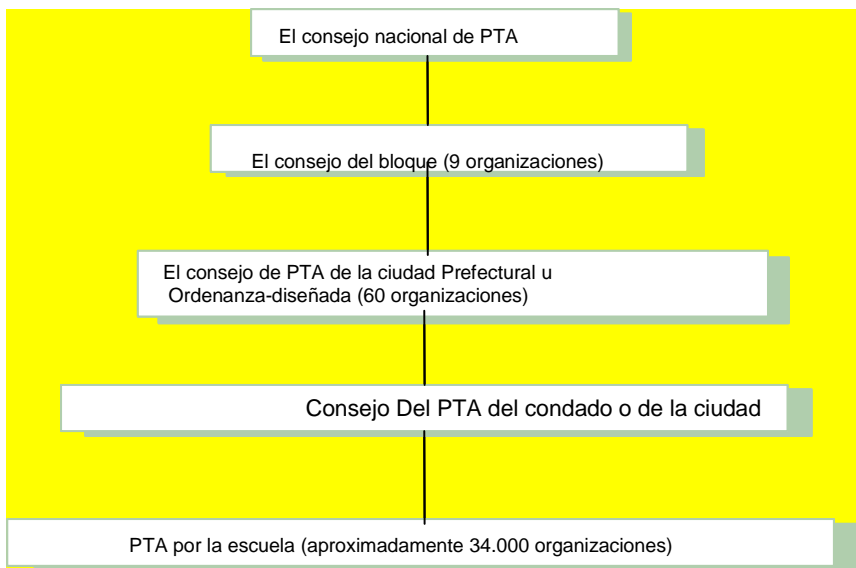 El consejo nacional de PTA
El consejo del bloque (9 organizaciones)
El consejo de PTA de la ciudad Prefectural u
Ordenanza-diseñada (60 organizaciones)
Consejo Del PTA del condado o de la ciudad
PTA por la escuela (aproximadamente 34.000 organizaciones)